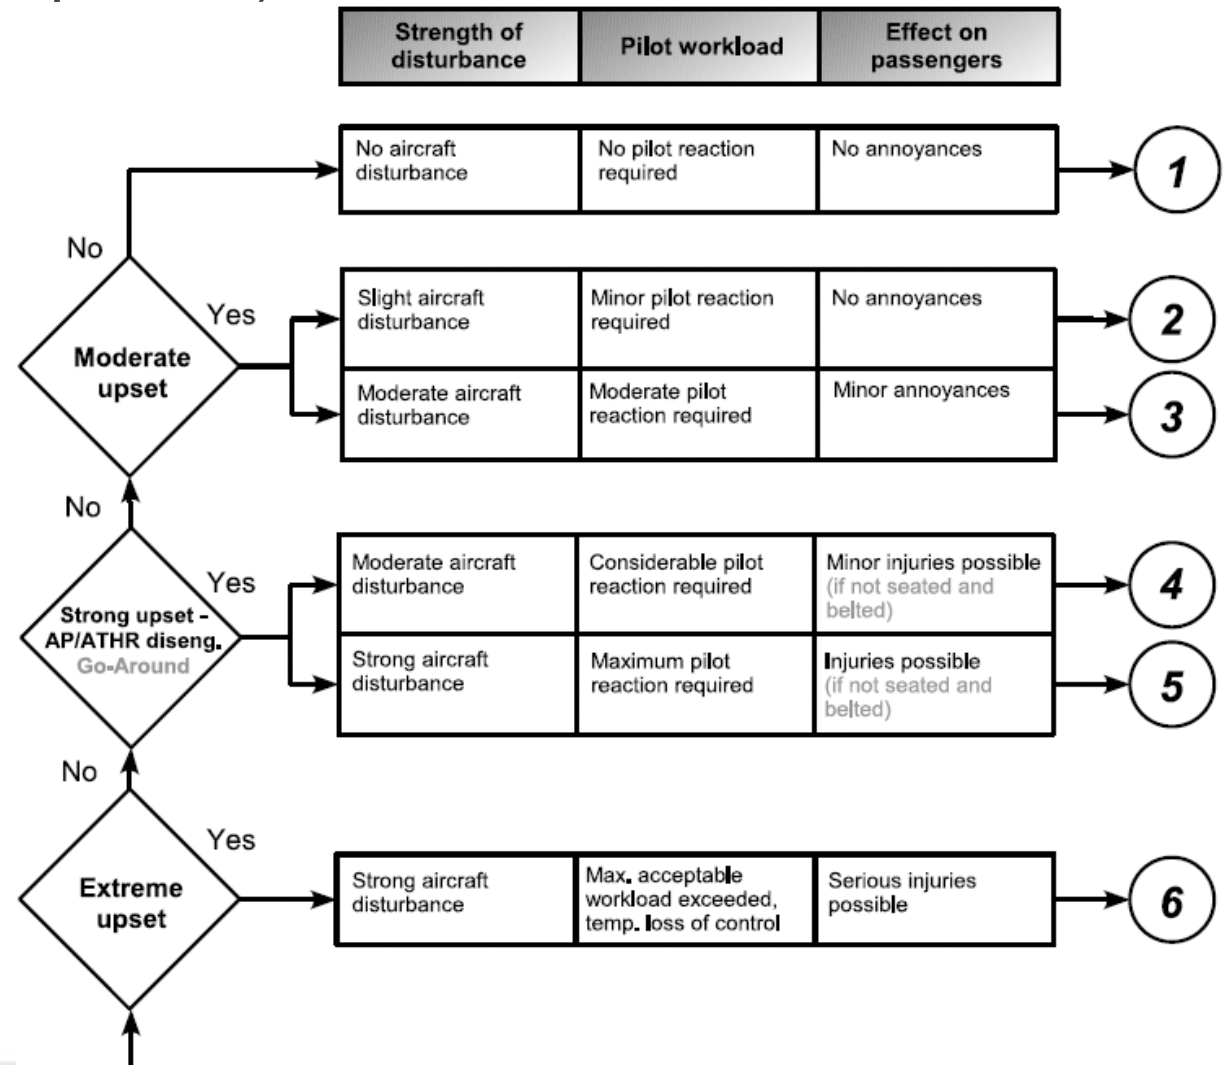 Strength of
disturbance
Pilot workload
Effect on
passengers
No aircraft
disturbance
No pilot reaction
required
No annoyances
1
No
Moderate
upset
Yes
Slight aircraft
disturbance
Minor pilot reaction
required
No annoyances
2
Moderate aircraft
disturbance
Moderate pilot
reaction required
Minor annoyances
3
No
Strong upset -
AP/ATHR diseng.
Go-Around
Yes
Moderate aircraft
disturbance
Considerable pilot
reaction required
Minor injuries possible
(if not seated and
belted)
4
Strong aircraft
disturbance
Maximum pilot
reaction required
Injuries possible
(if not seated and
belted)
5
No
Extreme
upset
Yes
Strong aircraft
disturbance
Max. acceptable
workload exceeded,
temp. loss of control
Serious injuries
possible
6